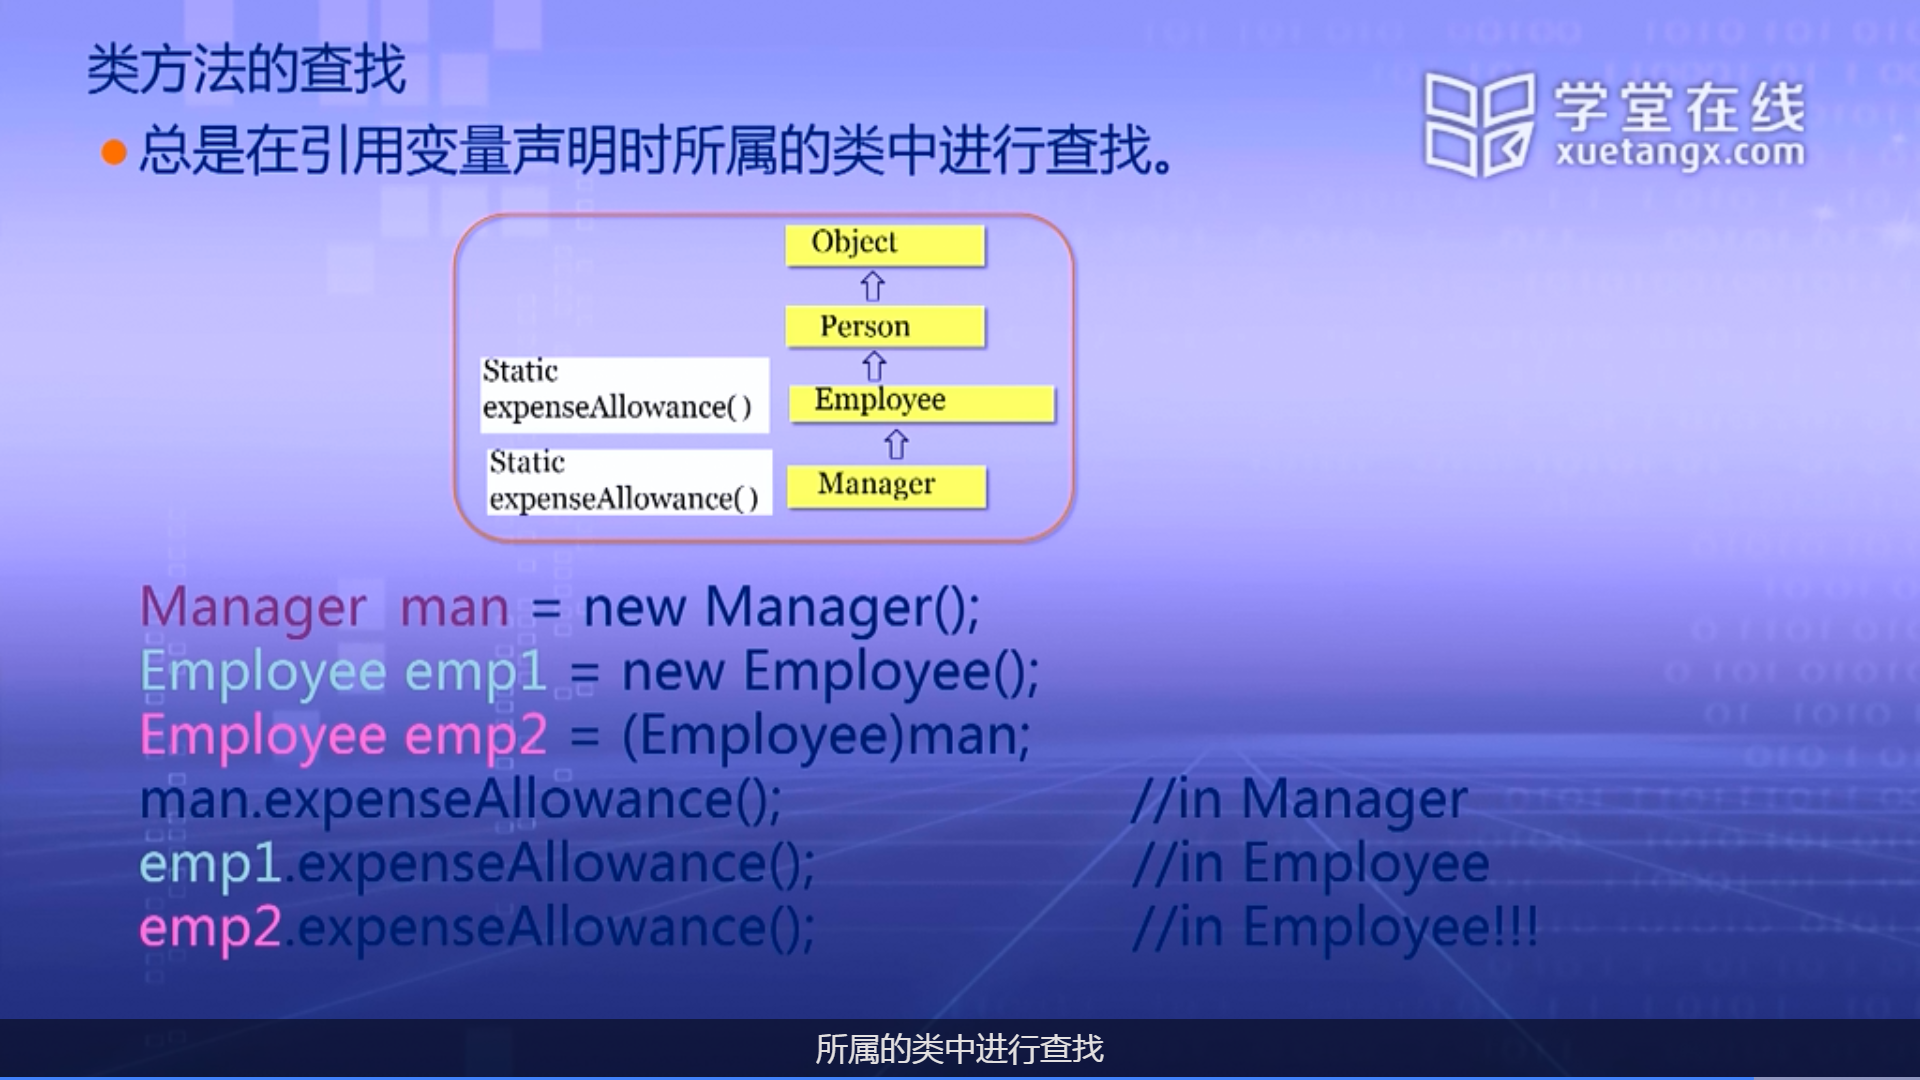 类方法的查找
总是在引用变量声明时所属的类中进行查找。
学堂在线
xuetangx.com
Object
Person
Static
expenseAllowance( )
Employee
Static
expenseAllowance( )
Manager
Manager man = new Manager();
Employee emp1 = new Employee();
Employee emp2 = (Employee)man;
man.expenseAllowance(); //in Manager
emp1.expenseAllowance(); //in Employee
emp2.expenseAllowance(); //in Employee!!!
所属的类中进行查找